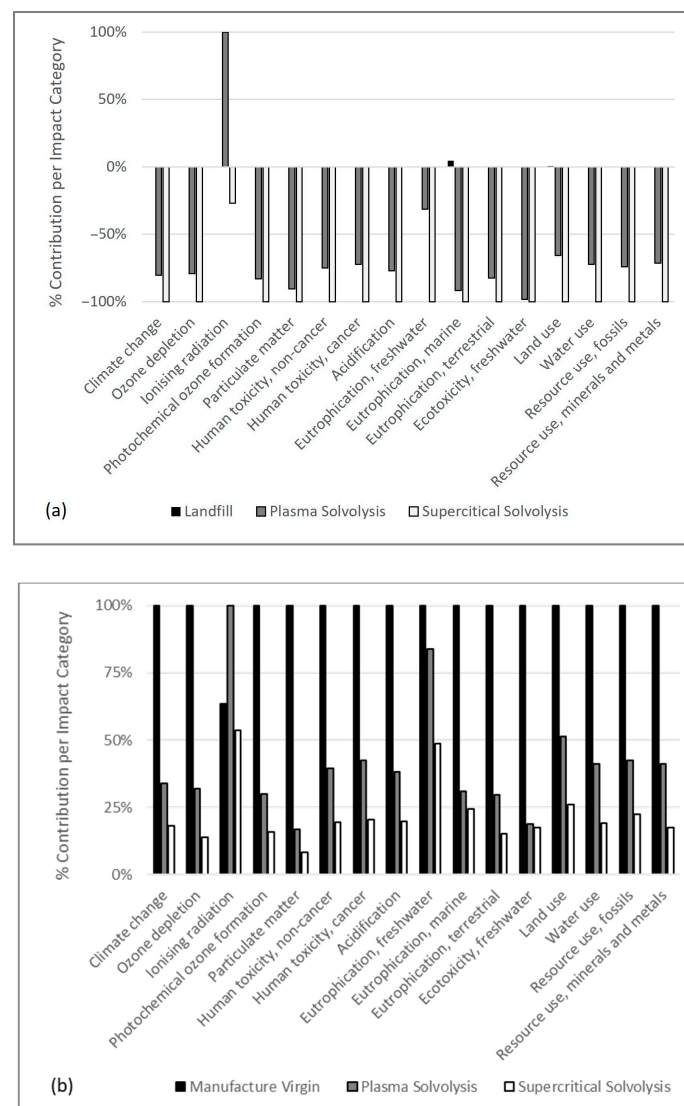 % Contribution per Impact Category
100%
50%
0%
−50%
−100%
Climate change
Ozone depletion
Ionising radiation
Photochemical ozone formation
Particulate matter
Human toxicity, non-cancer
Human toxicity, cancer
Acidification
Eutrophication, freshwater
Eutrophication, marine
Eutrophication, terrestrial
Ecotoxicity, freshwater
Land use
Water use
Resource use, fossils
Resource use, minerals and metals
(a)
Landfill Plasma Solvolysis Supercritical Solvolysis
% Contribution per Impact Category
100%
75%
50%
25%
0%
Climate change
Ozone depletion
Ionising radiation
Photochemical ozone formation
Particulate matter
Human toxicity, non-cancer
Human toxicity, cancer
Acidification
Eutrophication, freshwater
Eutrophication, marine
Eutrophication, terrestrial
Ecotoxicity, freshwater
Land use
Water use
Resource use, fossils
Resource use, minerals and metals
(b)
Manufacture Virgin Plasma Solvolysis Supercritical Solvolysis